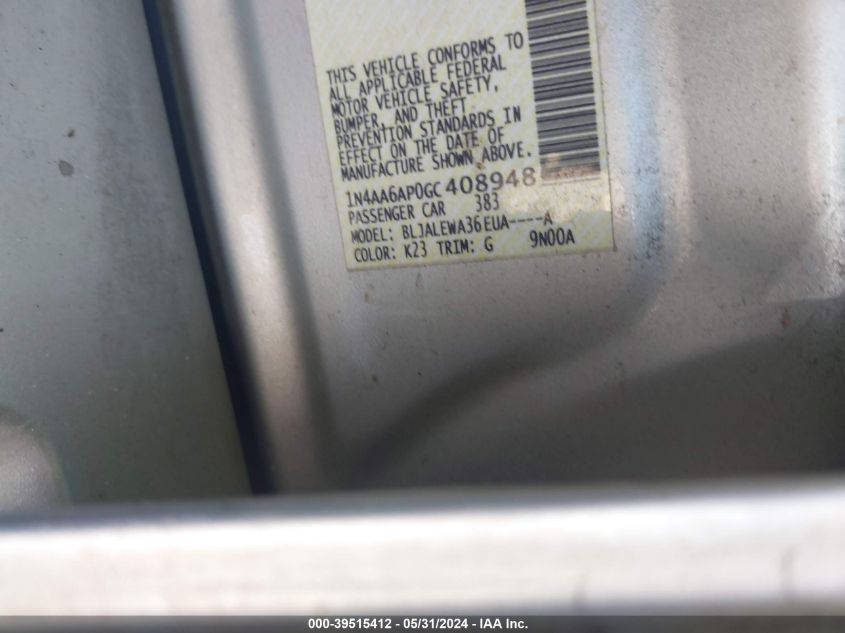 THIS VEHICLE CONFORMS TO
ALL APPLICABLE FEDERAL
MOTOR VEHICLE SAFETY,
BUMPER, AND THEFT
PREVENTION STANDARDS IN
EFFECT ON THE DATE OF
MANUFACTURE SHOWN ABOVE.
1N4AA6AP0GC408948
PASSENGER CAR 383
MODEL: BLJALEWA36EUA----A
COLOR: K23 TRIM: G 9N00A
000-39515412 - 05/31/2024 - IAA Inc.